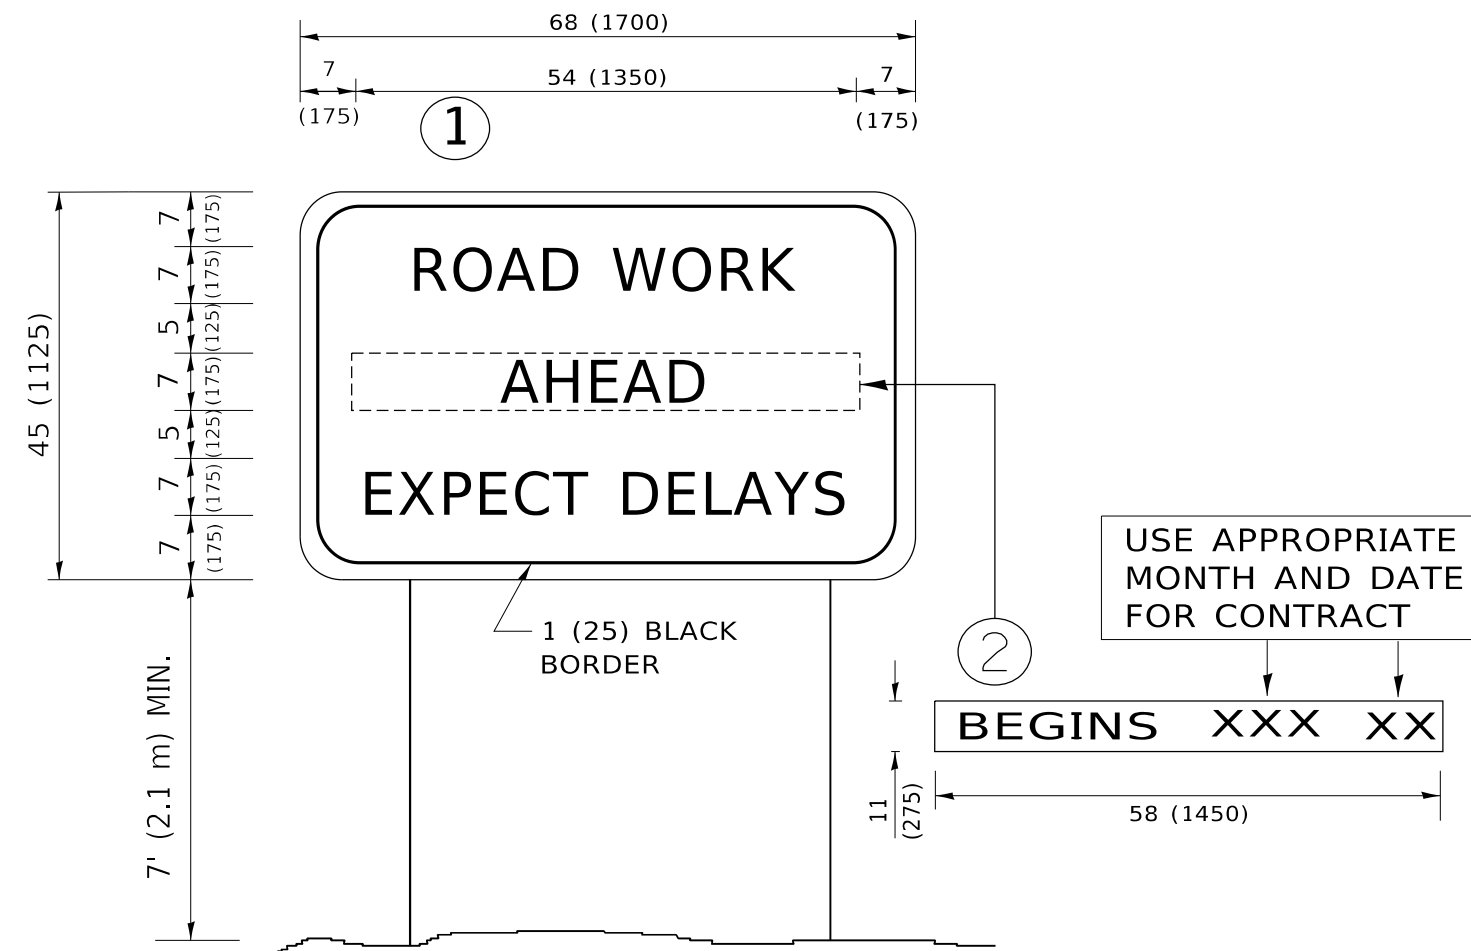 68 (1700)
7
54 (1350)
7
(175)
(175)
1
7
(175)
7
(175)
5
(125)
7
(175)
5
(125)
7
(175)
7
(175)
45 (1125)
ROAD WORK
AHEAD
EXPECT DELAYS
1 (25) BLACK
BORDER
7' (2.1 m) MIN.
USE APPROPRIATE
MONTH AND DATE
FOR CONTRACT
2
BEGINS XXX XX
11
(275)
58 (1450)